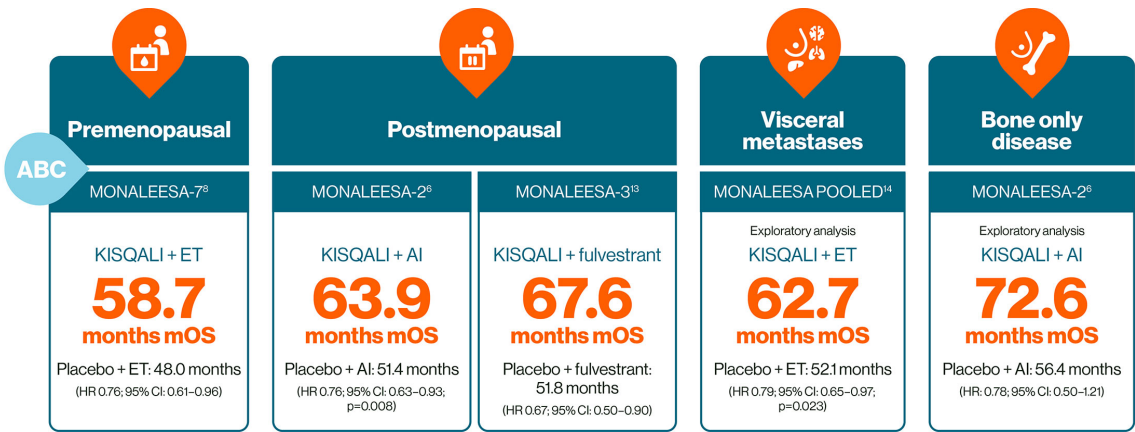 ABC
Premenopausal
MONALEESA-7⁸
KISQALI + ET
58.7
months mOS
Placebo + ET: 48.0 months
(HR 0.76; 95% CI: 0.61–0.96)
Postmenopausal
MONALEESA-2⁶
KISQALI + AI
63.9
months mOS
Placebo + AI: 51.4 months
(HR 0.76; 95% CI: 0.63–0.93;
p=0.008)
MONALEESA-3¹³
KISQALI + fulvestrant
67.6
months mOS
Placebo + fulvestrant:
51.8 months
(HR 0.67; 95% CI: 0.50–0.90)
Visceral
metastases
MONALEESA POOLED¹⁴
Exploratory analysis
KISQALI + ET
62.7
months mOS
Placebo + ET: 52.1 months
(HR 0.79; 95% CI: 0.65–0.97;
p=0.023)
Bone only
disease
MONALEESA-2⁶
Exploratory analysis
KISQALI + AI
72.6
months mOS
Placebo + AI: 56.4 months
(HR: 0.78; 95% CI: 0.50–1.21)